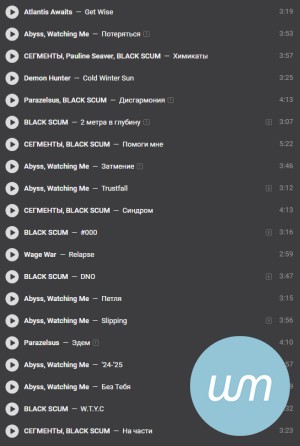 Atlantis Awaits — Get Wise 3:19
Abyss, Watching Me — Потеряться 3:53
СЕГМЕНТЫ, Pauline Seaver, BLACK SCUM — Химикаты 3:57
Demon Hunter — Cold Winter Sun 3:25
Parazelsus, BLACK SCUM — Дисгармония 4:13
BLACK SCUM — 2 метра в глубину 3:07
СЕГМЕНТЫ, BLACK SCUM — Помоги мне 5:22
Abyss, Watching Me — Затмение 3:46
Abyss, Watching Me — Trustfall 3:12
СЕГМЕНТЫ, BLACK SCUM — Синдром 4:13
BLACK SCUM — #000 3:16
Wage War — Relapse 2:59
BLACK SCUM — DNO 3:47
Abyss, Watching Me — Петля 3:15
Abyss, Watching Me — Slipping 3:56
Parazelsus — Эдем 4:10
Abyss, Watching Me — '24-'25 :57
Abyss, Watching Me — Без Тебя
BLACK SCUM — W.T.Y.C :32
СЕГМЕНТЫ, BLACK SCUM — На части 3:23
wm